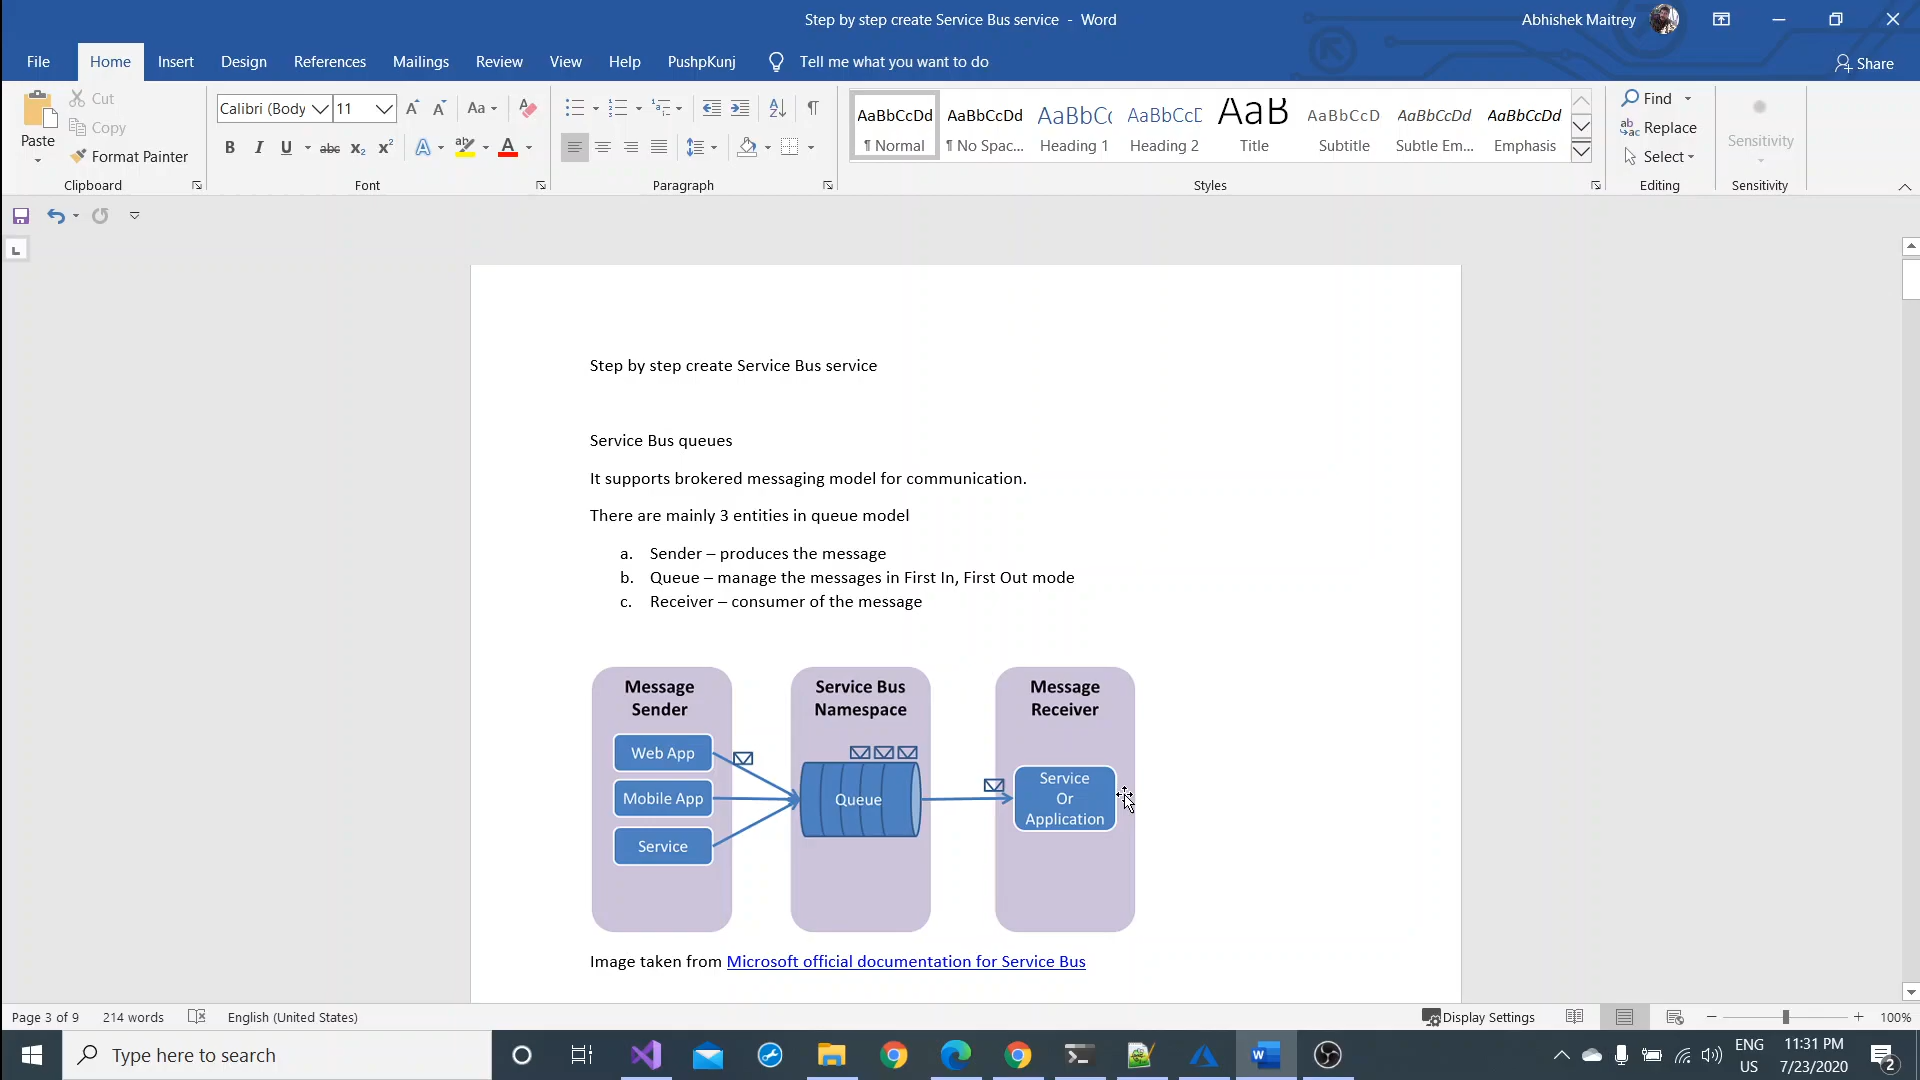 Step by step create Service Bus service - Word
Abhishek Maitrey
File Home Insert Design References Mailings Review View Help PushpKunj Tell me what you want to do Share
Paste
Cut
Copy
Format Painter
Clipboard
Calibri (Body 11
Font
Paragraph
AaBbCcDd AaBbCcDd AaBbCc AaBbCcD AaB AaBbCcD AaBbCcDd AaBbCcDd
¶ Normal ¶ No Spac... Heading 1 Heading 2 Title Subtitle Subtle Em... Emphasis
Styles
Find
Replace
Select
Editing
Sensitivity
Sensitivity
Step by step create Service Bus service
Service Bus queues
It supports brokered messaging model for communication.
There are mainly 3 entities in queue model
a. Sender – produces the message
b. Queue – manage the messages in First In, First Out mode
c. Receiver – consumer of the message
Message
Sender
Web App
Mobile App
Service
Service Bus
Namespace
Queue
Message
Receiver
Service
Or
Application
Image taken from Microsoft official documentation for Service Bus
Page 3 of 9 214 words English (United States) Display Settings 100%
Type here to search
ENG
US
11:31 PM
7/23/2020
2